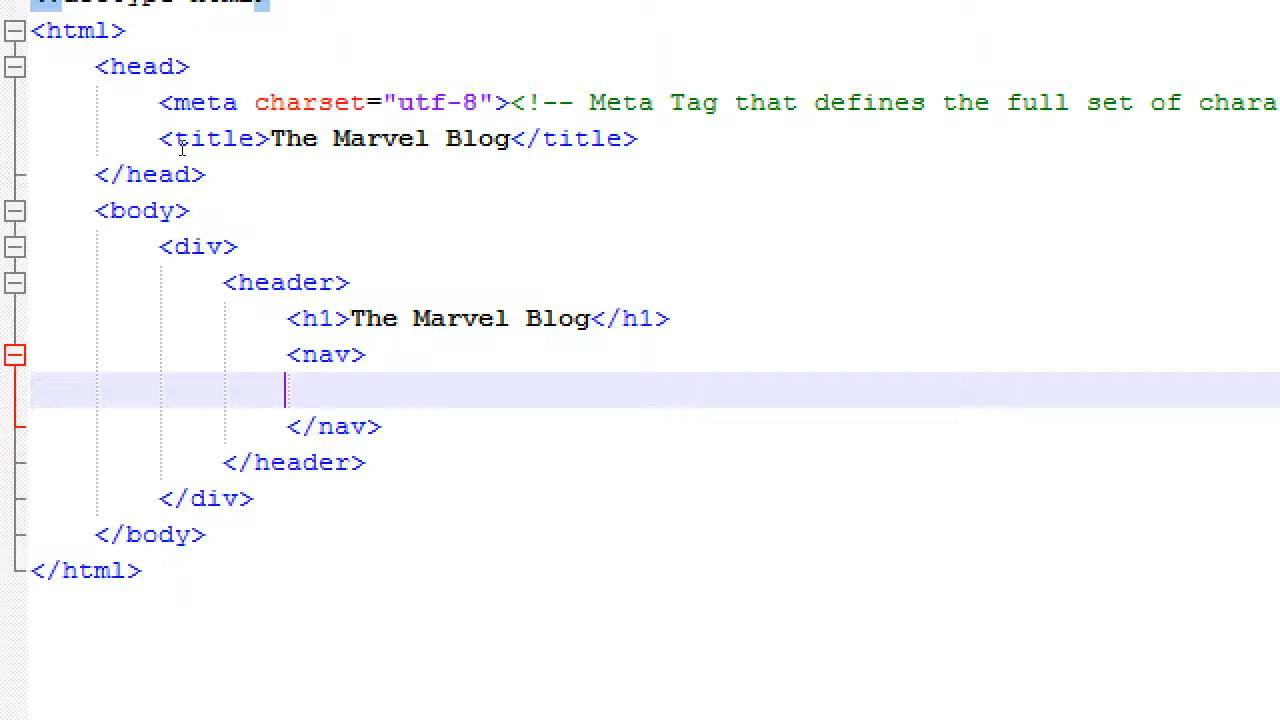 <html>
<head>
<meta charset="utf-8"><!-- Meta Tag that defines the full set of chara
<title>The Marvel Blog</title>
</head>
<body>
<div>
<header>
<h1>The Marvel Blog</h1>
<nav>
</nav>
</header>
</div>
</body>
</html>